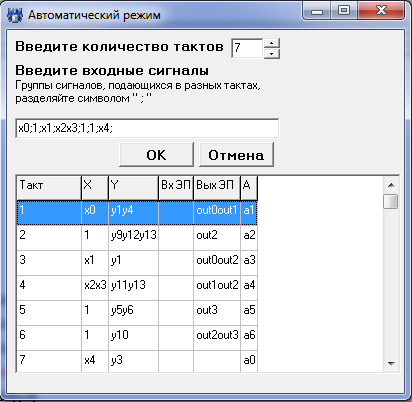 Автоматический режим
Введите количество тактов 7
Введите входные сигналы
Группы сигналов, подающихся в разных тактах,
разделяйте символом " ; "
x0;1;x1;x2x3;1;1;x4;
OK Отмена
Такт X Y Вх ЭП Вых ЭП A
1 x0 y1y4 out0out1 a1
2 1 y9y12y13 out2 a2
3 x1 y1 out0out2 a3
4 x2x3 y11y13 out1out2 a4
5 1 y5y6 out3 a5
6 1 y10 out2out3 a6
7 x4 y3 a0